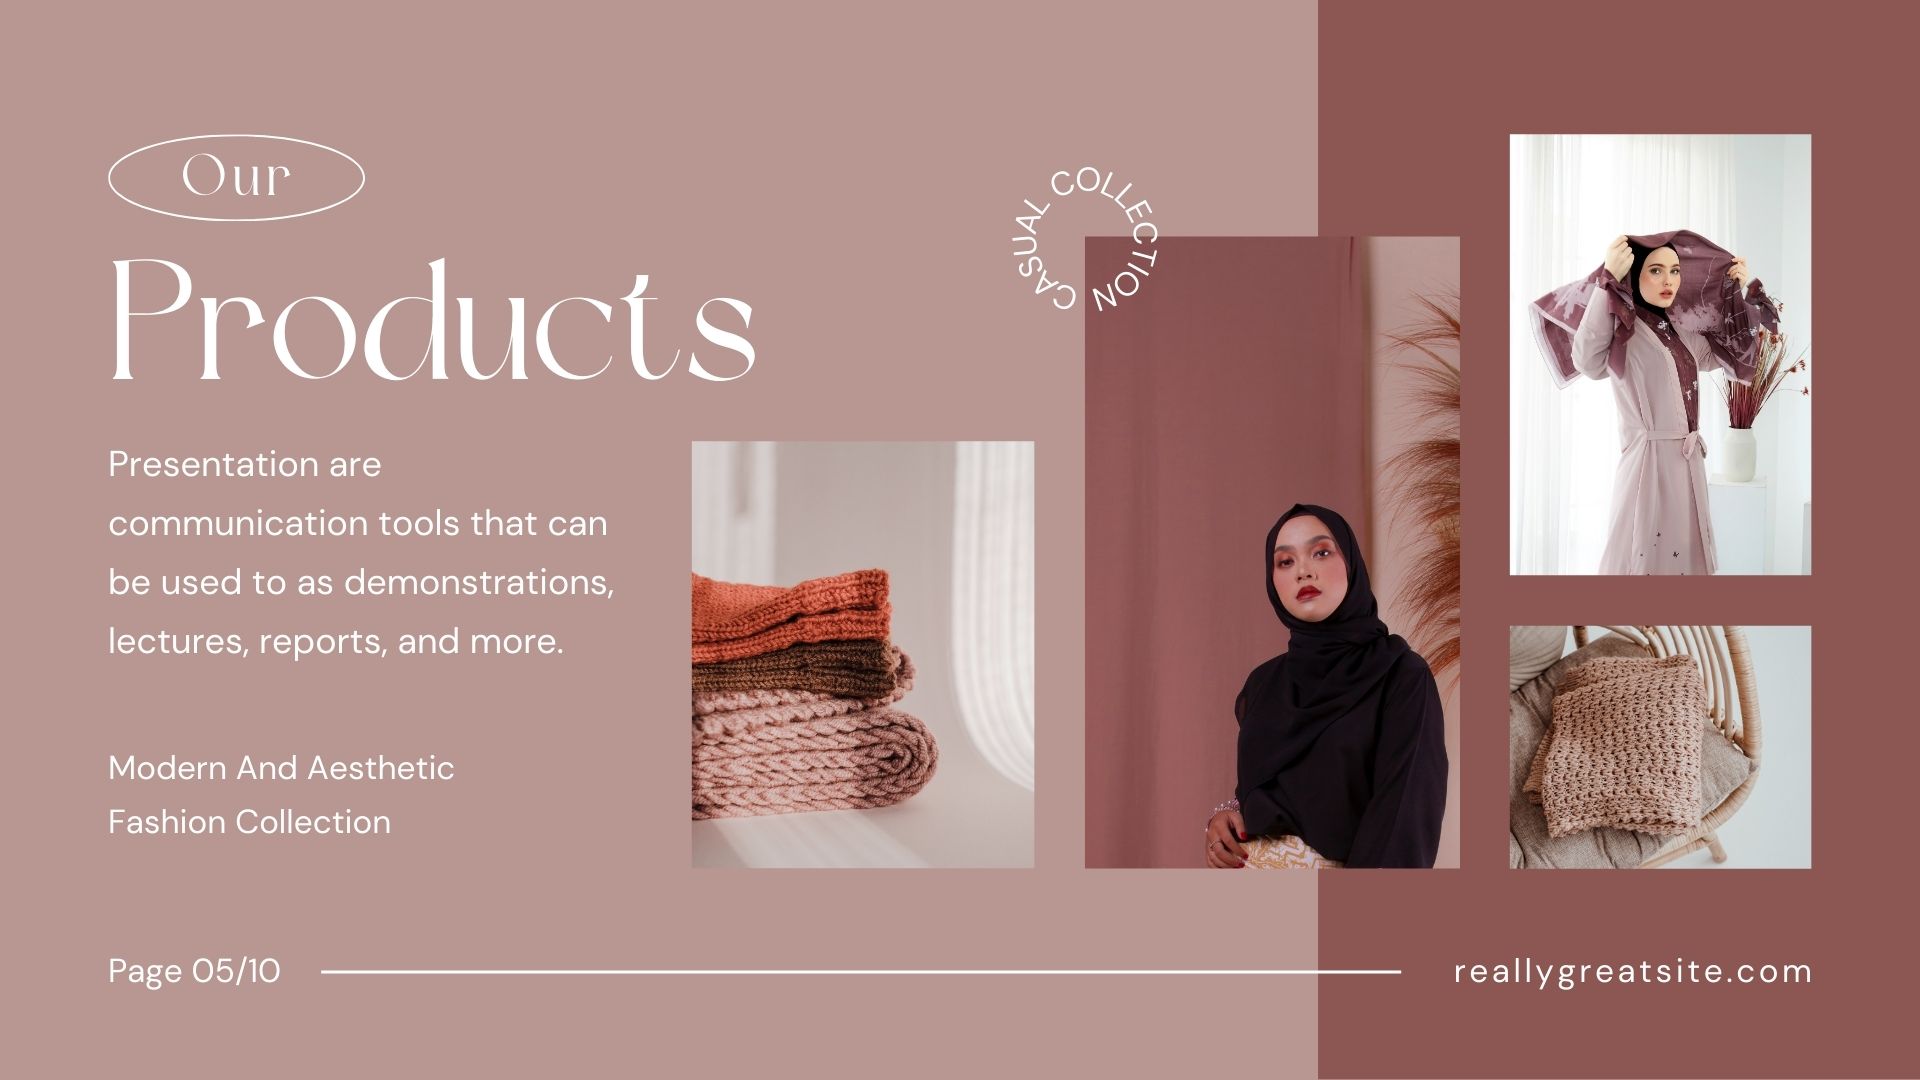 Our
Products
CASUAL COLLECTION
Presentation are
communication tools that can
be used to as demonstrations,
lectures, reports, and more.
Modern And Aesthetic
Fashion Collection
Page 05/10
reallygreatsite.com